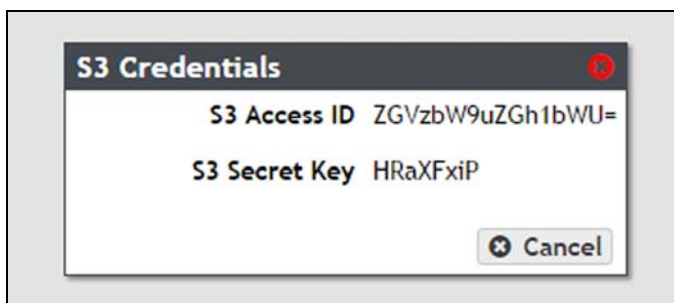 S3 Credentials
S3 Access ID ZGVzbW9uZGh1bWU=
S3 Secret Key HRaXFxiP
Cancel